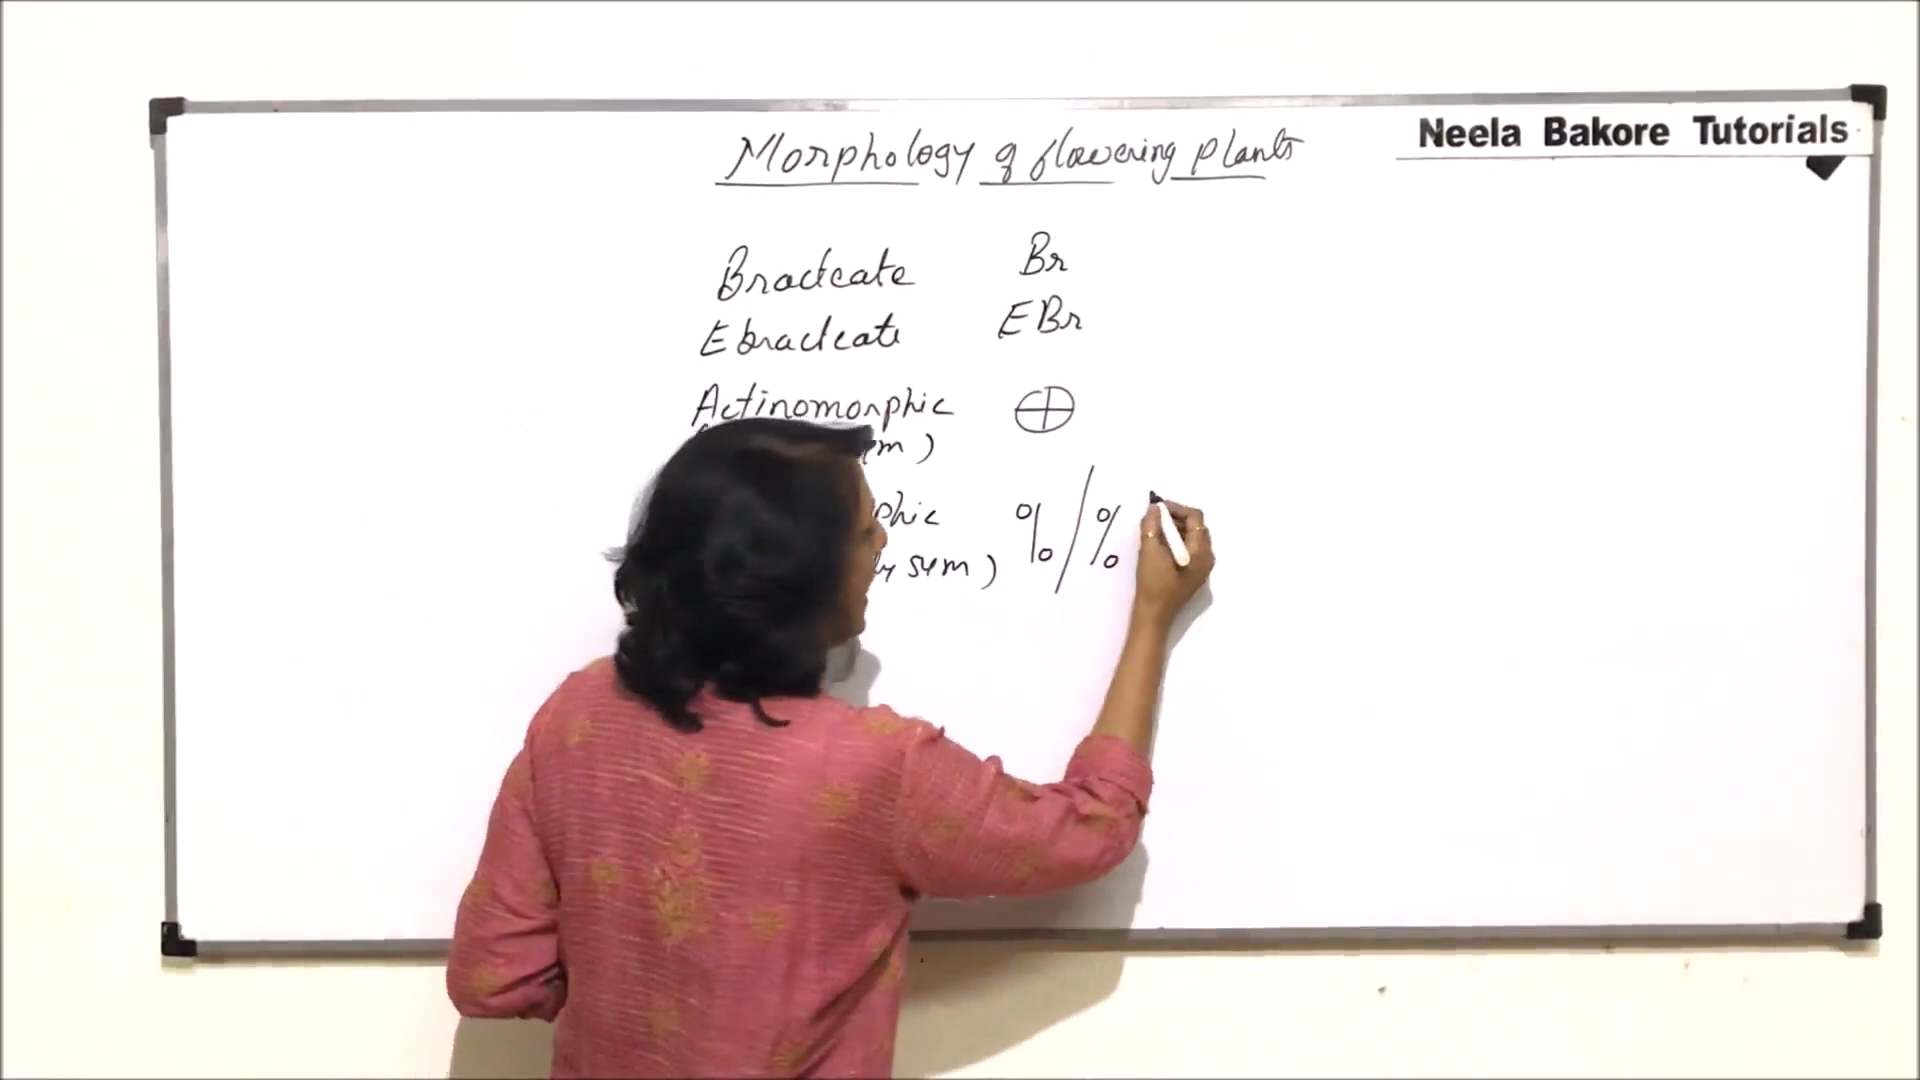 Neela Bakore Tutorials
Morphology of flowering plants
Bracteate Br
Ebracteate EBr
Actinomorphic ⊕
m )
phic % / %
sym )